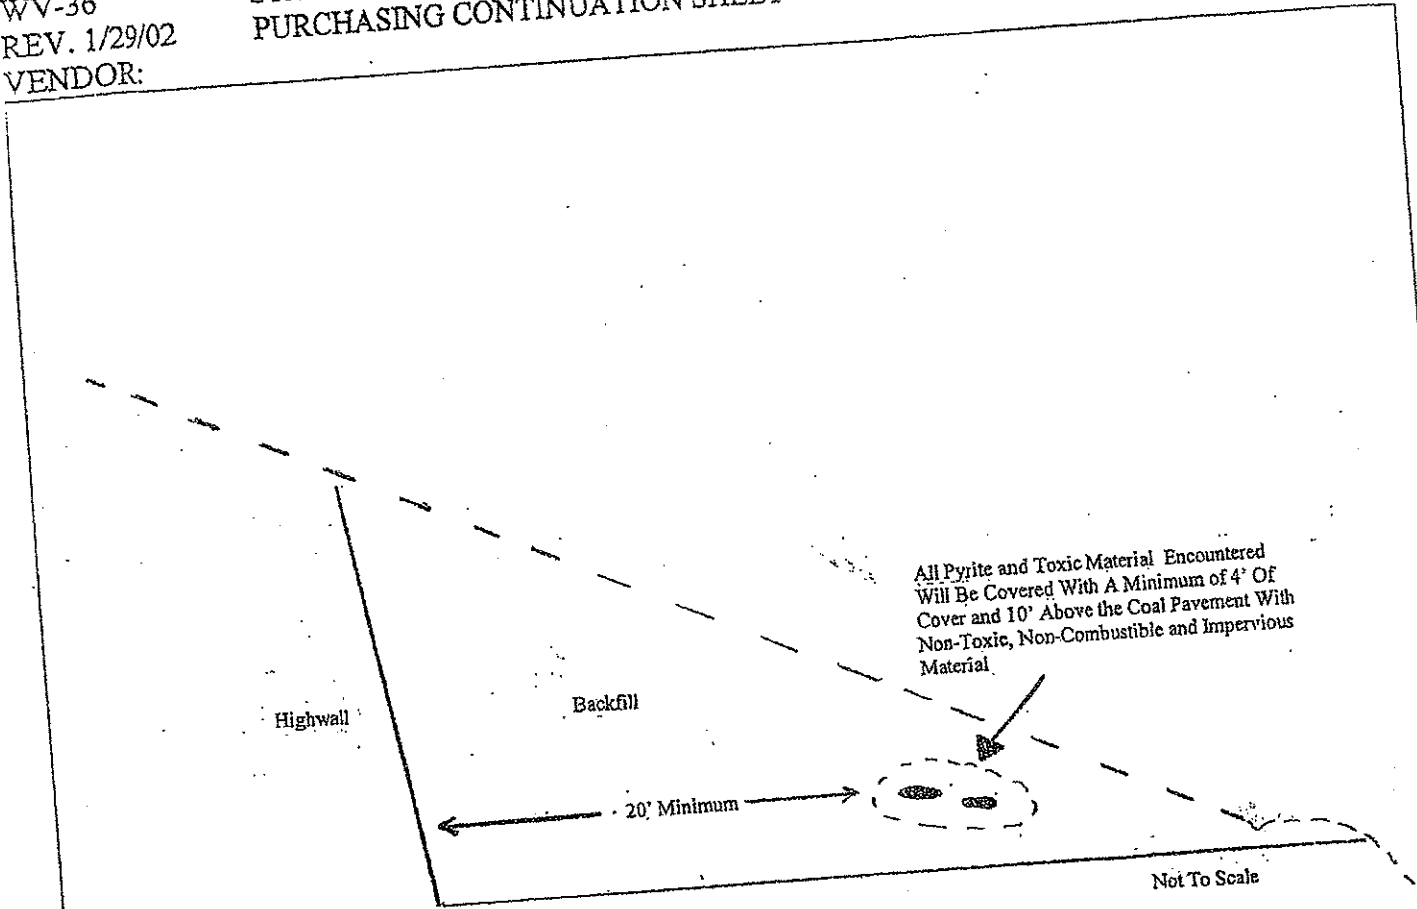 WV-36
REV. 1/29/02
PURCHASING CONTINUATION SHEET
VENDOR:
All Pyrite and Toxic Material Encountered
Will Be Covered With A Minimum of 4' Of
Cover and 10' Above the Coal Pavement With
Non-Toxic, Non-Combustible and Impervious
Material
Highwall
Backfill
20' Minimum
Not To Scale